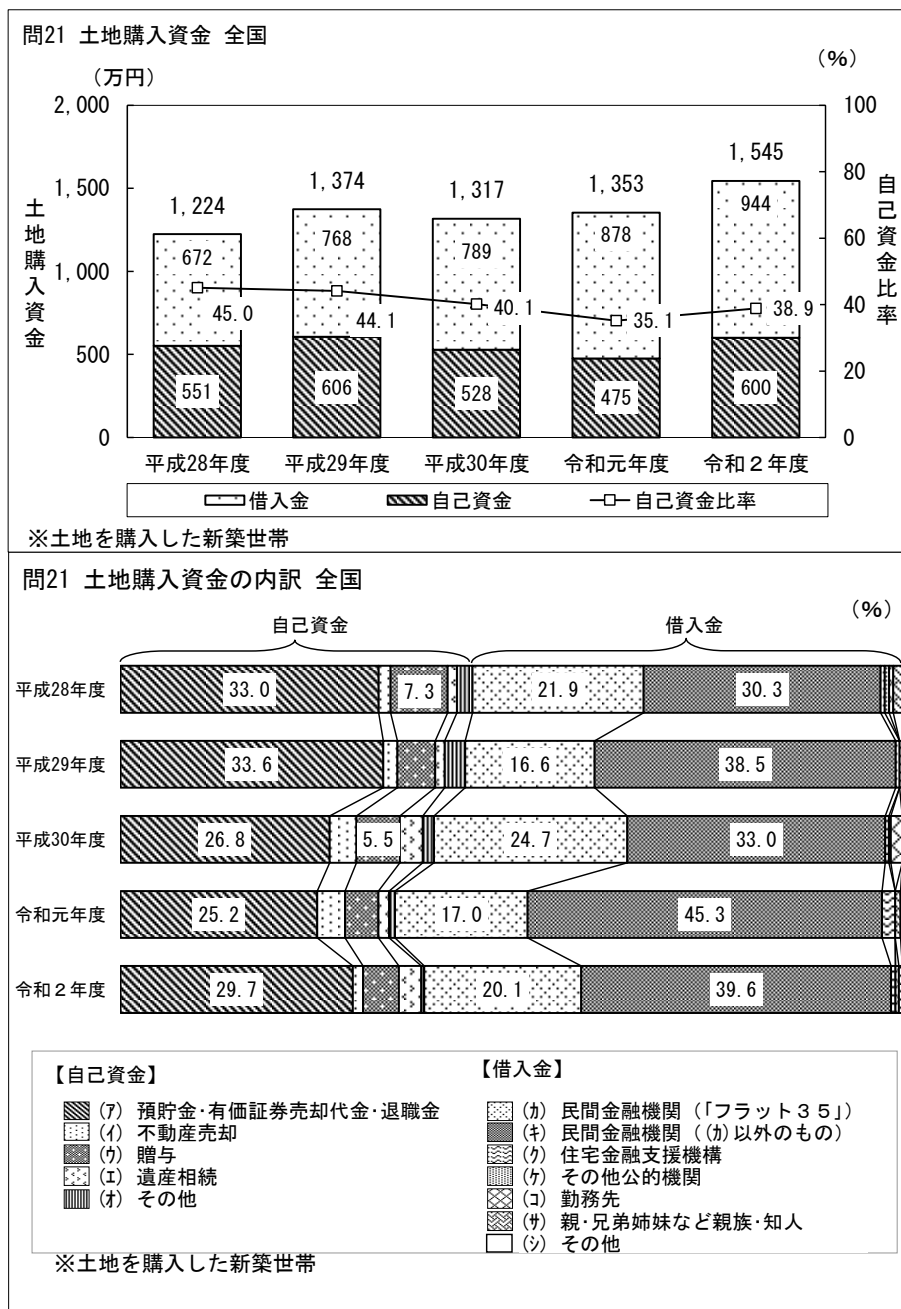 問21 土地購入資金 全国
（万円）
（%）
2,000
1,500
1,000
500
0
土地購入資金
100
80
60
40
20
0
自己資金比率
1,224
1,374
1,317
1,353
1,545
672
768
789
878
944
45.0
44.1
40.1
35.1
38.9
551
606
528
475
600
平成28年度
平成29年度
平成30年度
令和元年度
令和２年度
借入金
自己資金
自己資金比率
※土地を購入した新築世帯
問21 土地購入資金の内訳 全国
（%）
自己資金
借入金
平成28年度
33.0
7.3
21.9
30.3
平成29年度
33.6
16.6
38.5
平成30年度
26.8
5.5
24.7
33.0
令和元年度
25.2
17.0
45.3
令和２年度
29.7
20.1
39.6
【自己資金】
(ｱ) 預貯金･有価証券売却代金･退職金
(ｲ) 不動産売却
(ｳ) 贈与
(ｴ) 遺産相続
(ｵ) その他
【借入金】
(ｶ) 民間金融機関（「フラット３５」）
(ｷ) 民間金融機関（(ｶ)以外のもの）
(ｸ) 住宅金融支援機構
(ｹ) その他公的機関
(ｺ) 勤務先
(ｻ) 親･兄弟姉妹など親族･知人
(ｼ) その他
※土地を購入した新築世帯